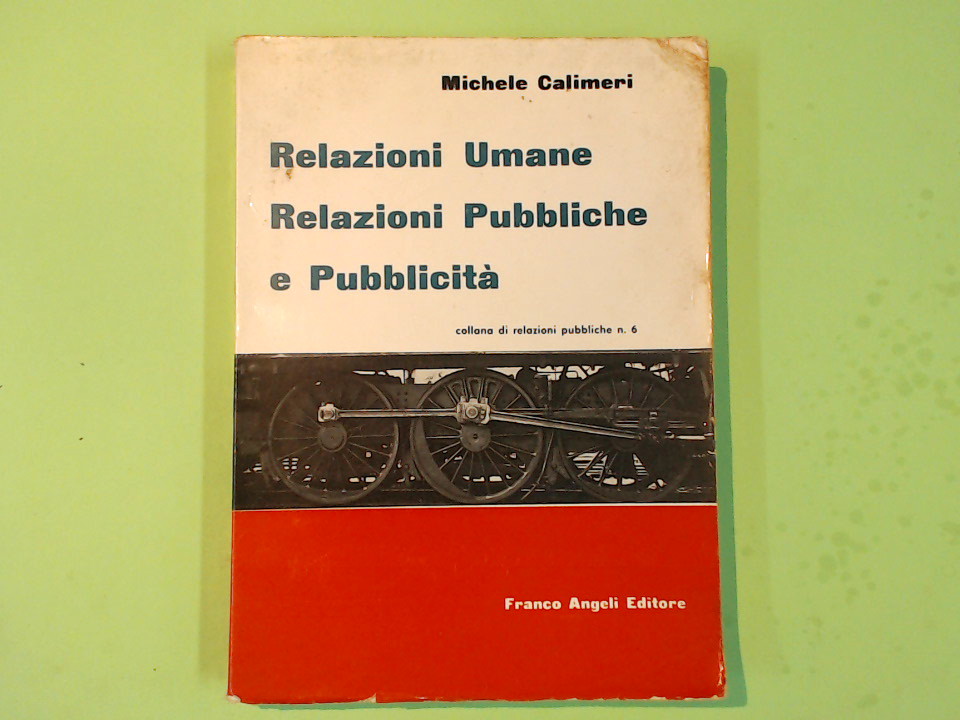 Michele Calimeri
Relazioni Umane
Relazioni Pubbliche
e Pubblicità
collana di relazioni pubbliche n. 6
Franco Angeli Editore